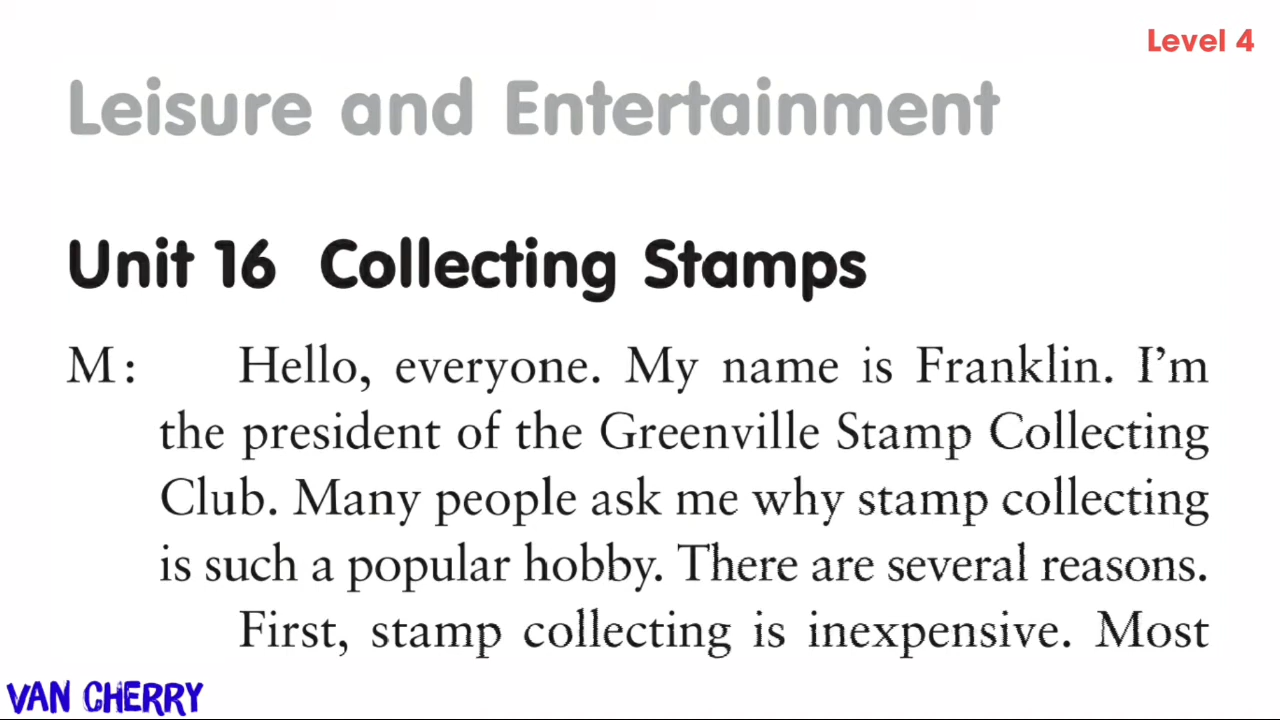 Level 4
Leisure and Entertainment
Unit 16 Collecting Stamps
M: Hello, everyone. My name is Franklin. I'm
the president of the Greenville Stamp Collecting
Club. Many people ask me why stamp collecting
is such a popular hobby. There are several reasons.
First, stamp collecting is inexpensive. Most
VAN CHERRY